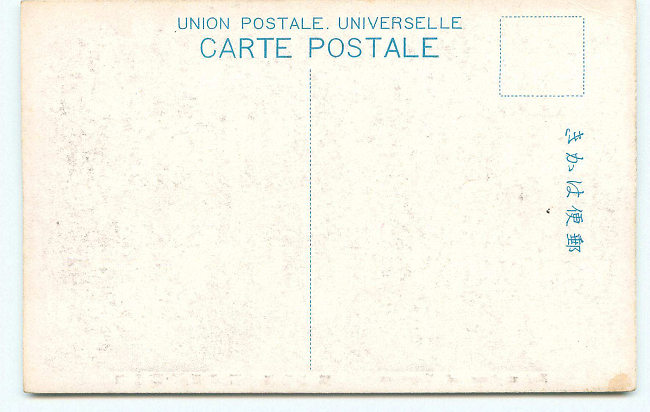 UNION POSTALE. UNIVERSELLE
CARTE POSTALE
きかは便郵